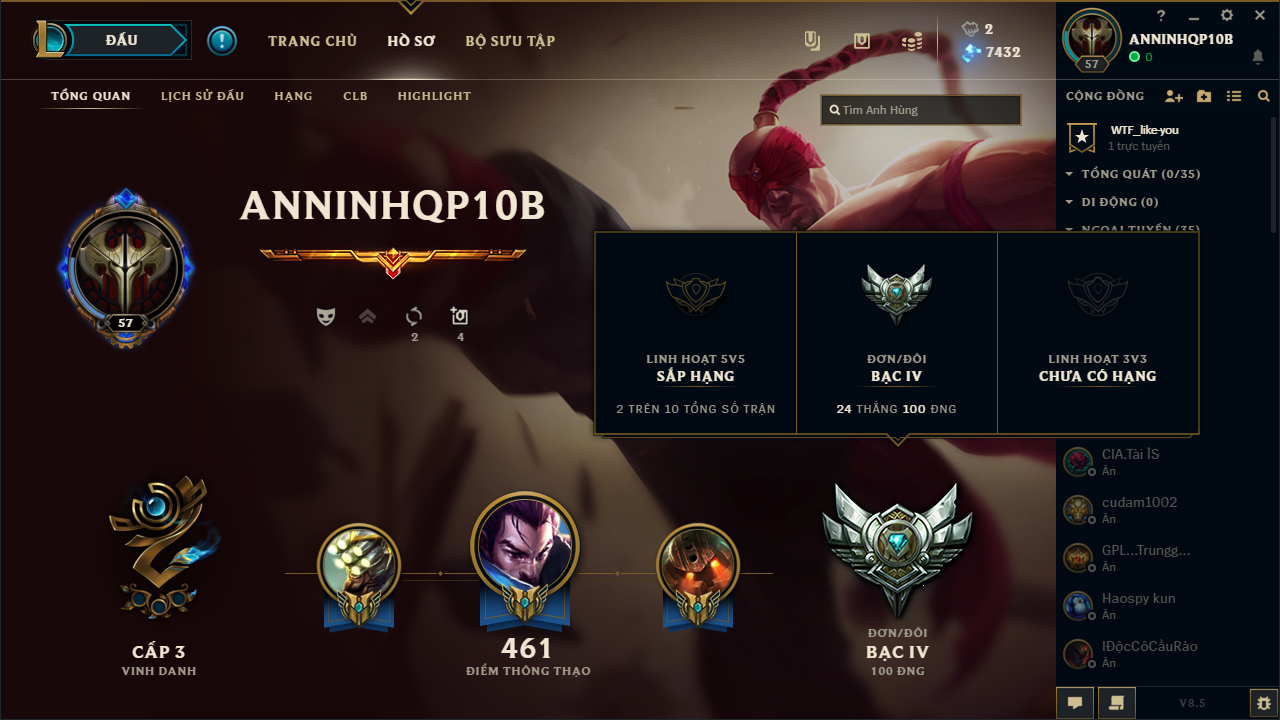 ĐẤU
TRANG CHỦ
HỒ SƠ
BỘ SƯU TẬP
2
7432
?
57
ANNINHQP10B
0
TỔNG QUAN
LỊCH SỬ ĐẤU
HẠNG
CLB
HIGHLIGHT
Tìm Anh Hùng
CỘNG ĐỒNG
WTF_like-you
1 trực tuyến
TỔNG QUÁT (0/35)
DI ĐỘNG (0)
NGOẠI TUYẾN (35)
ANNINHQP10B
57
2
4
LINH HOẠT 5V5
SẮP HẠNG
2 TRÊN 10 TỔNG SỐ TRẬN
ĐƠN/ĐÔI
BẠC IV
24 THẮNG 100 ĐNG
LINH HOẠT 3V3
CHƯA CÓ HẠNG
CIA.Tài ỈS
Ẩn
cudam1002
Ẩn
GPL...Trungg...
Ẩn
Haospy kun
Ẩn
lĐộcCôCầuRào
Ẩn
CẤP 3
VINH DANH
461
ĐIỂM THÔNG THẠO
ĐƠN/ĐÔI
BẠC IV
100 ĐNG
V8.5